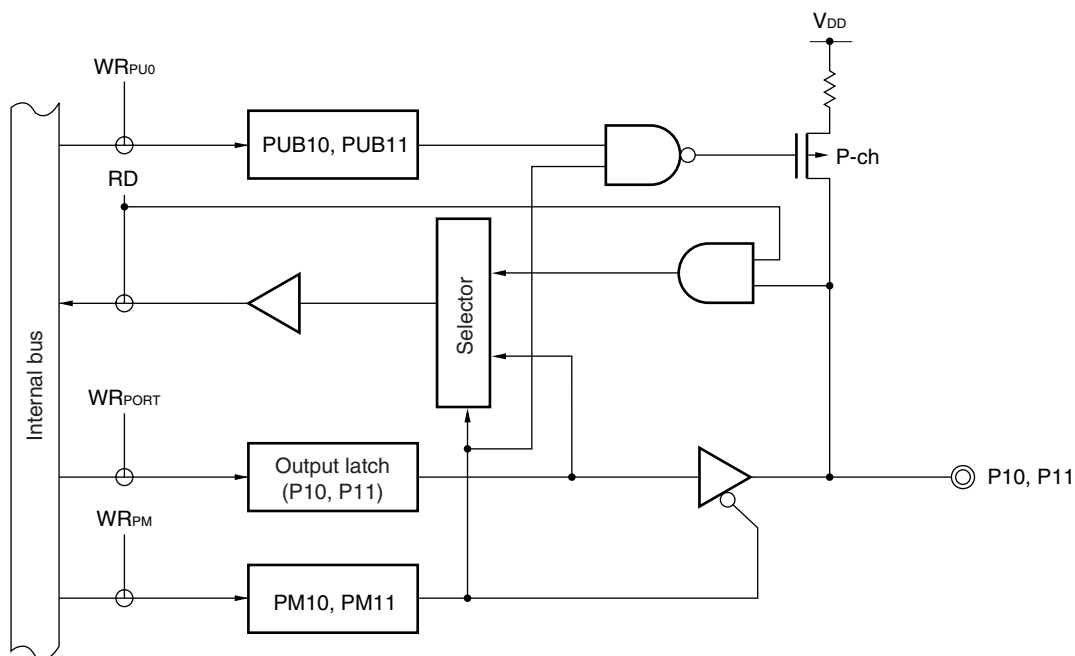 VDD
WRPU0
PUB10, PUB11
P-ch
RD
Selector
Internal bus
WRPORT
Output latch
(P10, P11)
P10, P11
WRPM
PM10, PM11